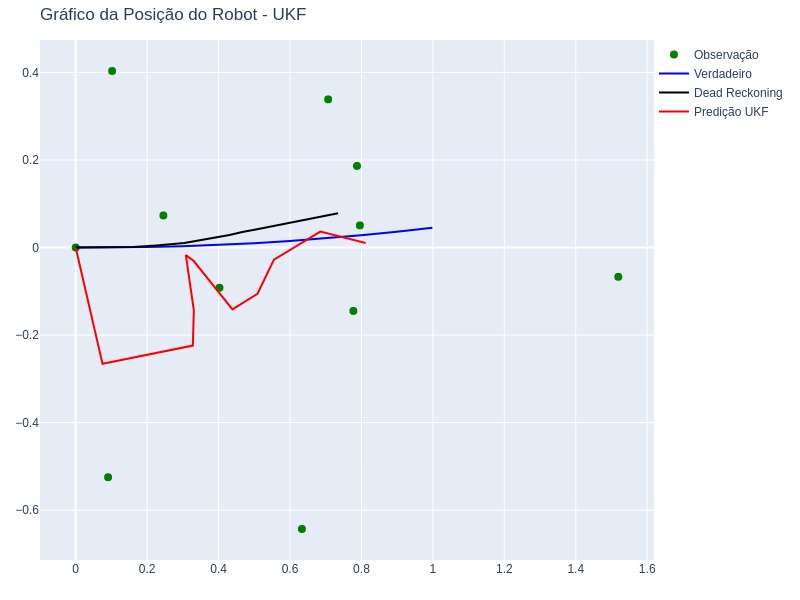 Gráfico da Posição do Robot - UKF
Observação
Verdadeiro
Dead Reckoning
Predição UKF
0.4
0.2
0
−0.2
−0.4
−0.6
0 0.2 0.4 0.6 0.8 1 1.2 1.4 1.6